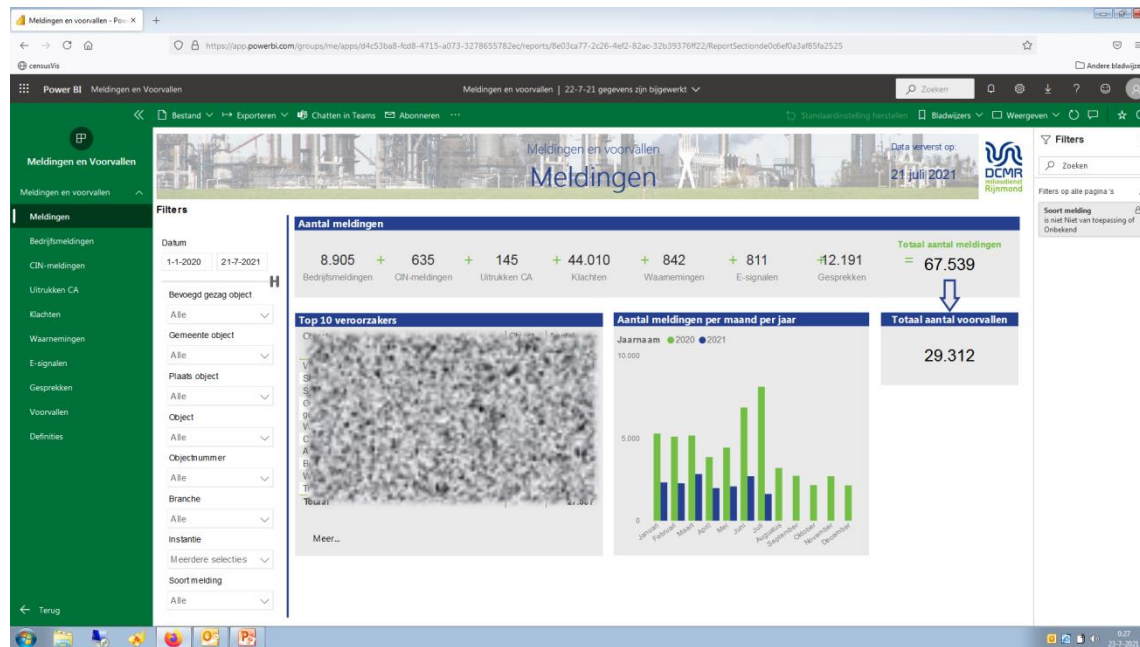 Meldingen en voorvallen - Pow
https://app.powerbi.com/groups/me/apps/d4c53ba8-fcd8-4715-a073-3278655782ec/reports/8e03ca77-2c26-4ef2-82ac-32b39376ff22/ReportSectionde0c6ef0a3af85fa2525
censusVis
Andere bladwijze
Power BI Meldingen en Voorvallen
Meldingen en voorvallen | 22-7-21 gegevens zijn bijgewerkt
Zoeken
Bestand Exporteren Chatten in Teams Abonneren ...
Standaardinstelling herstellen Bladwijzers Weergeven
Meldingen en Voorvallen
Meldingen en voorvallen
Meldingen
Bedrijfsmeldingen
CIN-meldingen
Uitrukken CA
Klachten
Waarnemingen
E-signalen
Gesprekken
Voorvallen
Definities
Terug
Meldingen en voorvallen
Meldingen
Data ververst op:
21 juli 2021
DCMR
milieudienst
Rijnmond
Filters
Datum
1-1-2020 21-7-2021
Bevoegd gezag object
Alle
Gemeente object
Alle
Plaats object
Alle
Object
Alle
Objectnummer
Alle
Branche
Alle
Instantie
Meerdere selecties
Soort melding
Alle
Aantal meldingen
8.905 + 635 + 145 + 44.010 + 842 + 811 +12.191
Bedrijfsmeldingen CIN-meldingen Uitrukken CA Klachten Waarnemingen E-signalen Gesprekken
Totaal aantal meldingen
= 67.539
Top 10 veroorzakers
Totaal
Meer...
Aantal meldingen per maand per jaar
Jaarnaam 2020 2021
10.000
5.000
0
Januari Februari Maart April Mei Juni Juli Augustus September Oktober November December
Totaal aantal voorvallen
29.312
Filters
Zoeken
Filters op alle pagina's
Soort melding
is niet Niet van toepassing of
Onbekend
0:27
23-7-2021